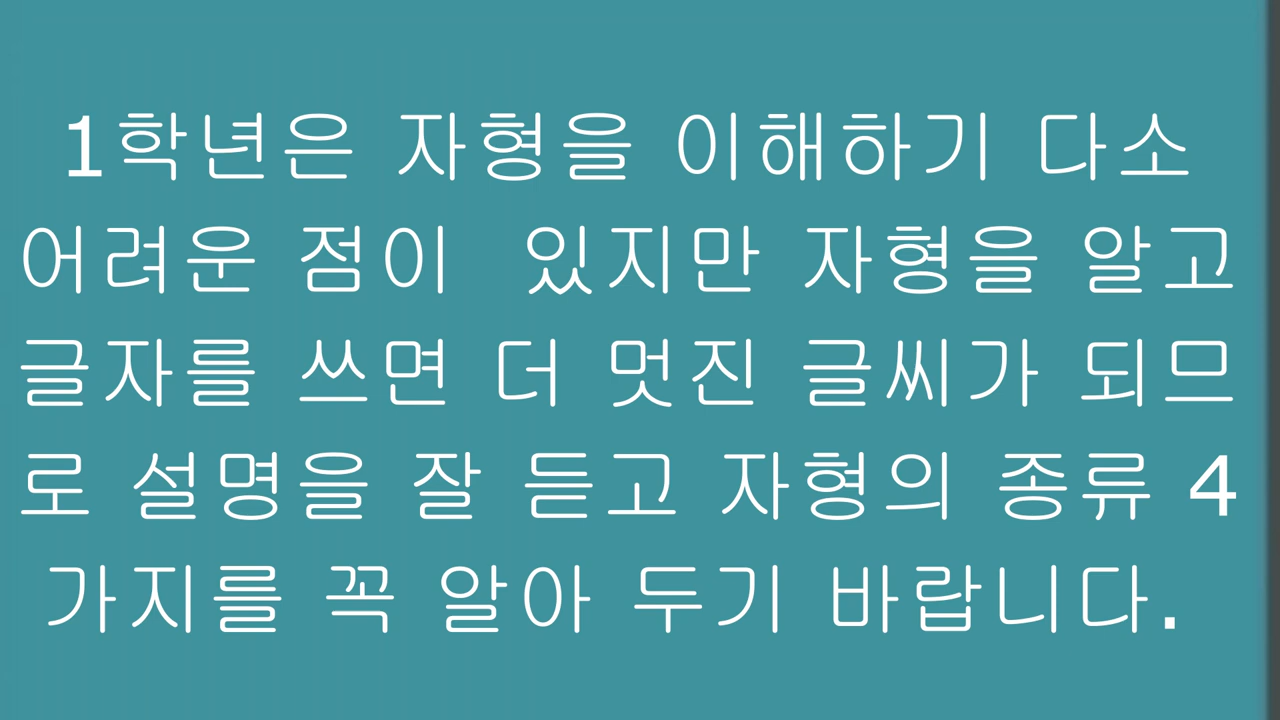 1학년은 자형을 이해하기 다소
어려운 점이  있지만 자형을 알고
글자를 쓰면 더 멋진 글씨가 되므
로 설명을 잘 듣고 자형의 종류 4
가지를 꼭 알아 두기 바랍니다.